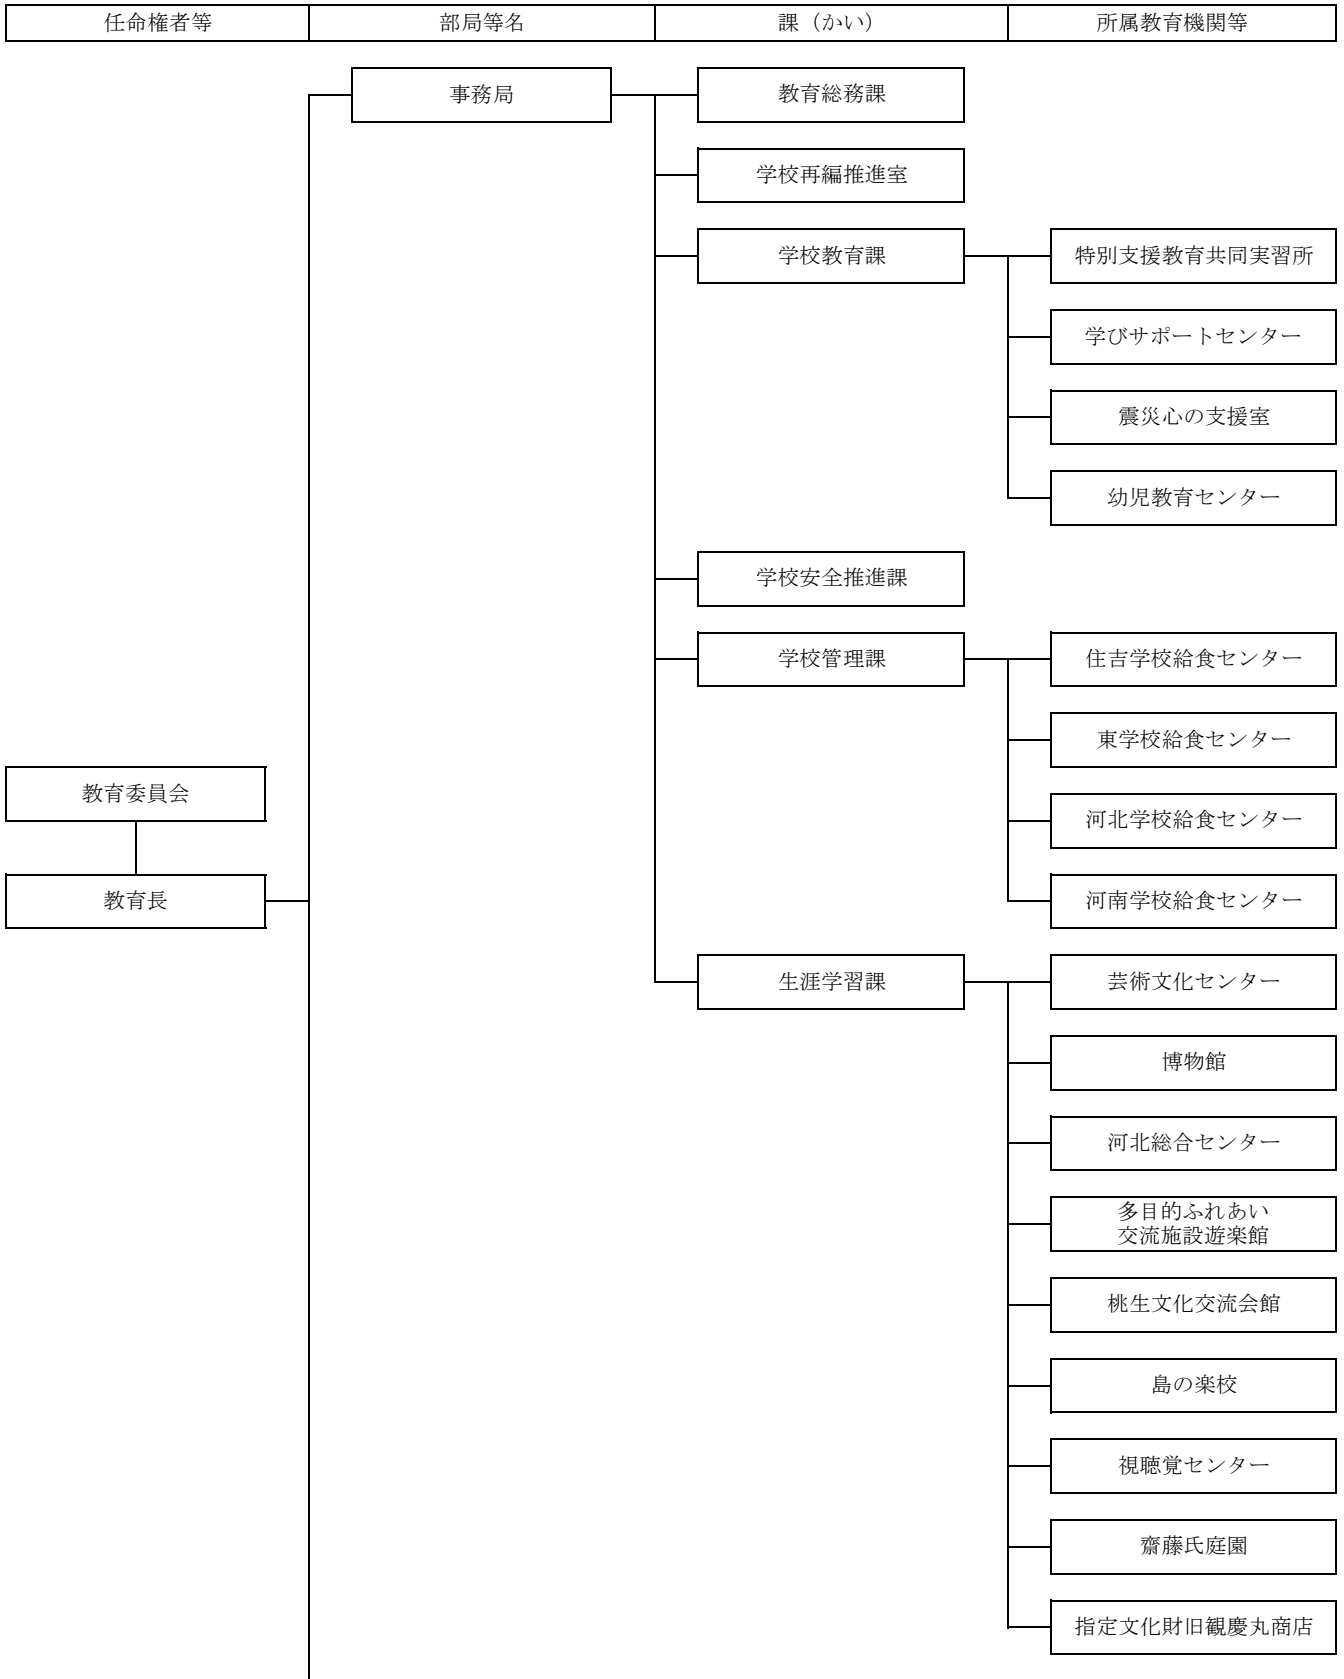 任命権者等
部局等名
課（かい）
所属教育機関等
事務局
教育総務課
学校再編推進室
学校教育課
特別支援教育共同実習所
学びサポートセンター
震災心の支援室
幼児教育センター
学校安全推進課
学校管理課
住吉学校給食センター
東学校給食センター
教育委員会
河北学校給食センター
教育長
河南学校給食センター
生涯学習課
芸術文化センター
博物館
河北総合センター
多目的ふれあい
交流施設遊楽館
桃生文化交流会館
島の楽校
視聴覚センター
齋藤氏庭園
指定文化財旧観慶丸商店